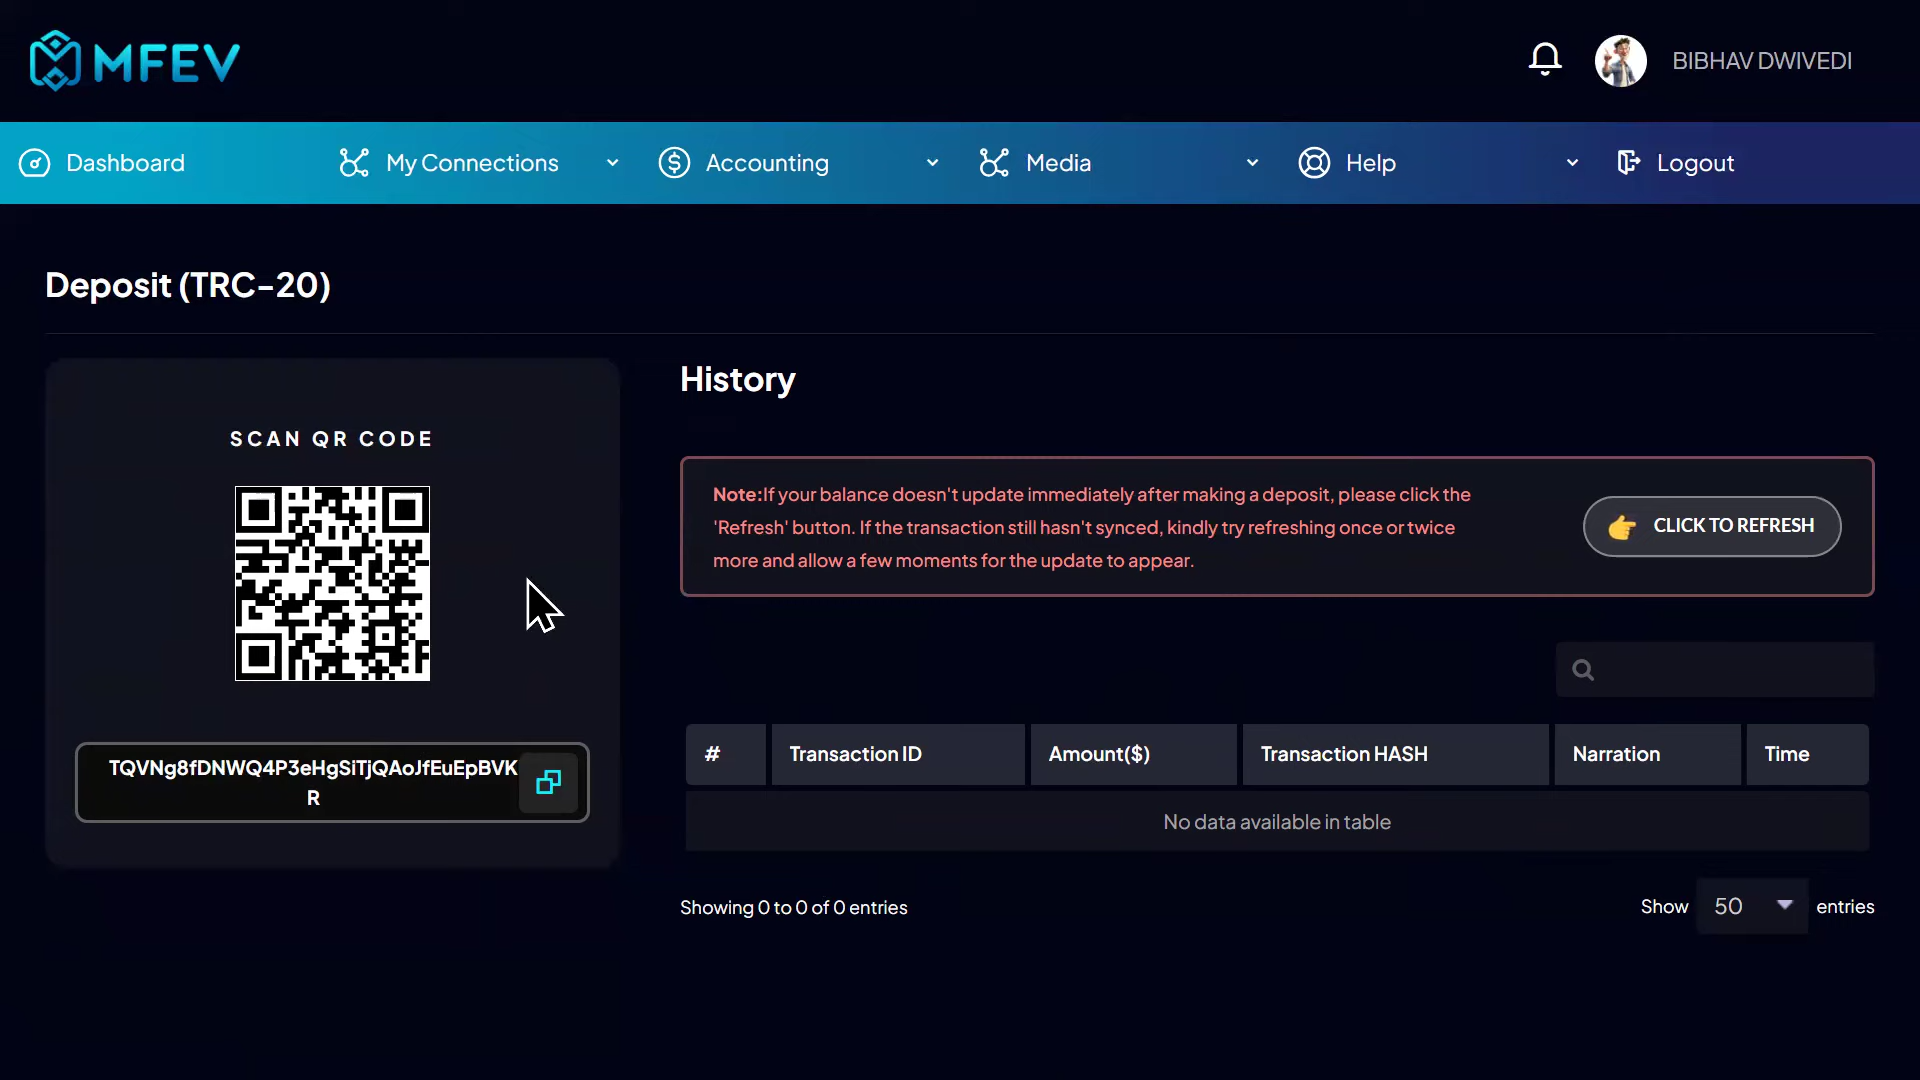 MFEV
BIBHAV DWIVEDI
Dashboard
My Connections
Accounting
Media
Help
Logout
Deposit (TRC-20)
SCAN QR CODE
TQVNg8fDNWQ4P3eHgSiTjQAoJfEuEpBVK
R
History
Note:If your balance doesn't update immediately after making a deposit, please click the
'Refresh' button. If the transaction still hasn't synced, kindly try refreshing once or twice
more and allow a few moments for the update to appear.
CLICK TO REFRESH
# Transaction ID Amount($) Transaction HASH Narration Time
No data available in table
Showing 0 to 0 of 0 entries
Show 50 entries